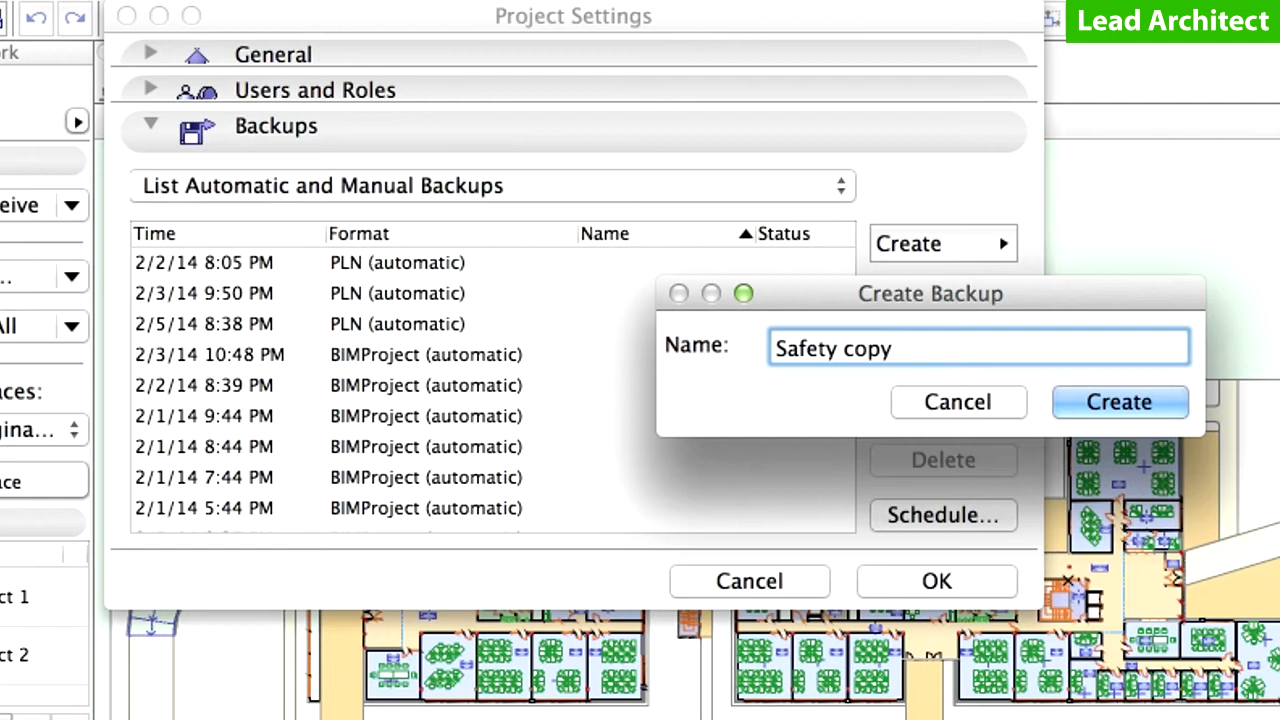 Project Settings
Lead Architect
General
Users and Roles
Backups
List Automatic and Manual Backups
Time Format Name Status
2/2/14 8:05 PM PLN (automatic)
2/3/14 9:50 PM PLN (automatic)
2/5/14 8:38 PM PLN (automatic)
2/3/14 10:48 PM BIMProject (automatic)
2/2/14 8:39 PM BIMProject (automatic)
2/1/14 9:44 PM BIMProject (automatic)
2/1/14 8:44 PM BIMProject (automatic)
2/1/14 7:44 PM BIMProject (automatic)
2/1/14 5:44 PM BIMProject (automatic)
Create
Create Backup
Name: Safety copy
Cancel Create
Delete
Schedule...
Cancel OK
rk
eive
..
All
aces:
gina...
ace
ct 1
ct 2